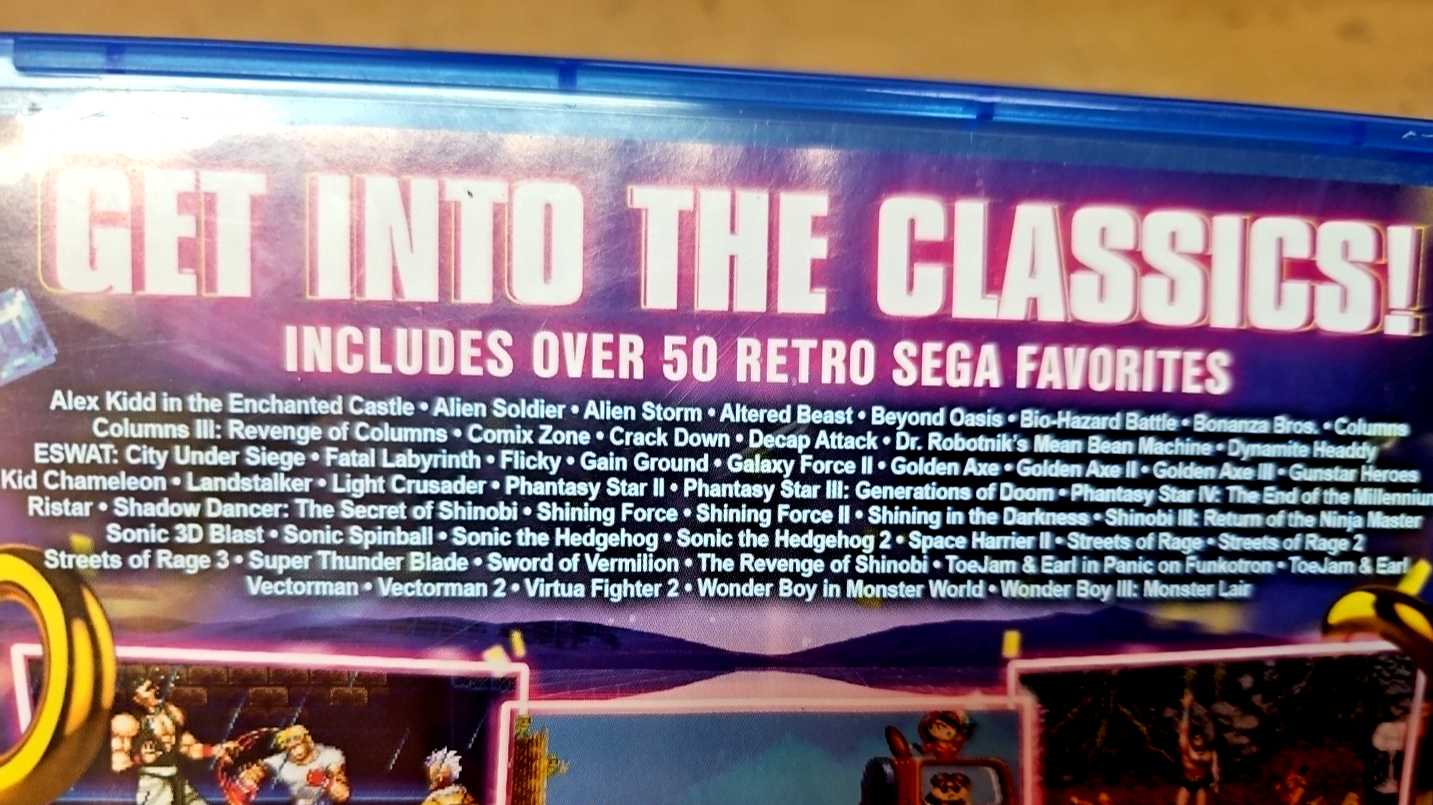 GET INTO THE CLASSICS!
INCLUDES OVER 50 RETRO SEGA FAVORITES
Alex Kidd in the Enchanted Castle • Alien Soldier • Alien Storm • Altered Beast • Beyond Oasis • Bio-Hazard Battle • Bonanza Bros. • Columns
Columns III: Revenge of Columns • Comix Zone • Crack Down • Decap Attack • Dr. Robotnik's Mean Bean Machine • Dynamite Headdy
ESWAT: City Under Siege • Fatal Labyrinth • Flicky • Gain Ground • Galaxy Force II • Golden Axe • Golden Axe II • Golden Axe III • Gunstar Heroes
Kid Chameleon • Landstalker • Light Crusader • Phantasy Star II • Phantasy Star III: Generations of Doom • Phantasy Star IV: The End of the Millennium
Ristar • Shadow Dancer: The Secret of Shinobi • Shining Force • Shining Force II • Shining in the Darkness • Shinobi III: Return of the Ninja Master
Sonic 3D Blast • Sonic Spinball • Sonic the Hedgehog • Sonic the Hedgehog 2 • Space Harrier II • Streets of Rage • Streets of Rage 2
Streets of Rage 3 • Super Thunder Blade • Sword of Vermilion • The Revenge of Shinobi • ToeJam & Earl in Panic on Funkotron • ToeJam & Earl
Vectorman • Vectorman 2 • Virtua Fighter 2 • Wonder Boy in Monster World • Wonder Boy III: Monster Lair